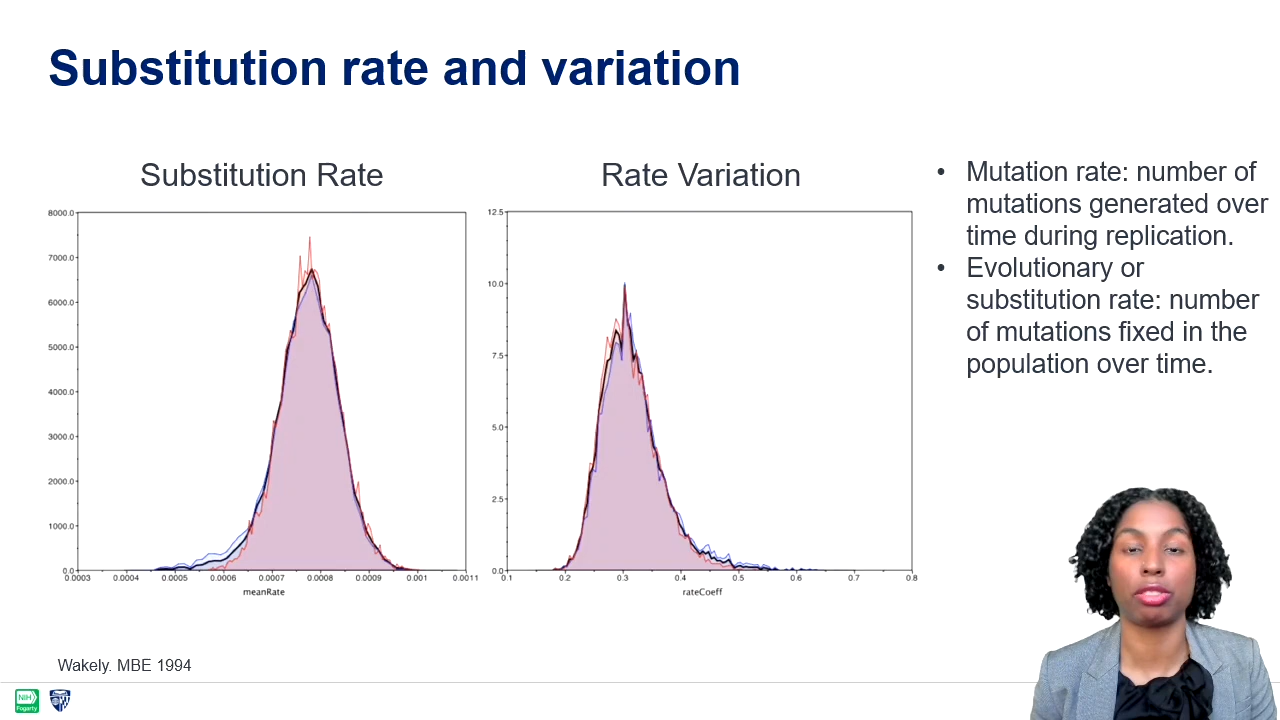 Substitution rate and variation
Substitution Rate
8000.0
7000.0
6000.0
5000.0
4000.0
3000.0
2000.0
1000.0
0.0
0.0003 0.0004 0.0005 0.0006 0.0007 0.0008 0.0009 0.001 0.0011
meanRate
Rate Variation
12.5
10.0
7.5
5.0
2.5
0.0
0.1 0.2 0.3 0.4 0.5 0.6 0.7 0.8
rateCoeff
• Mutation rate: number of
mutations generated over
time during replication.
• Evolutionary or
substitution rate: number
of mutations fixed in the
population over time.
Wakely. MBE 1994
NIH
Fogarty